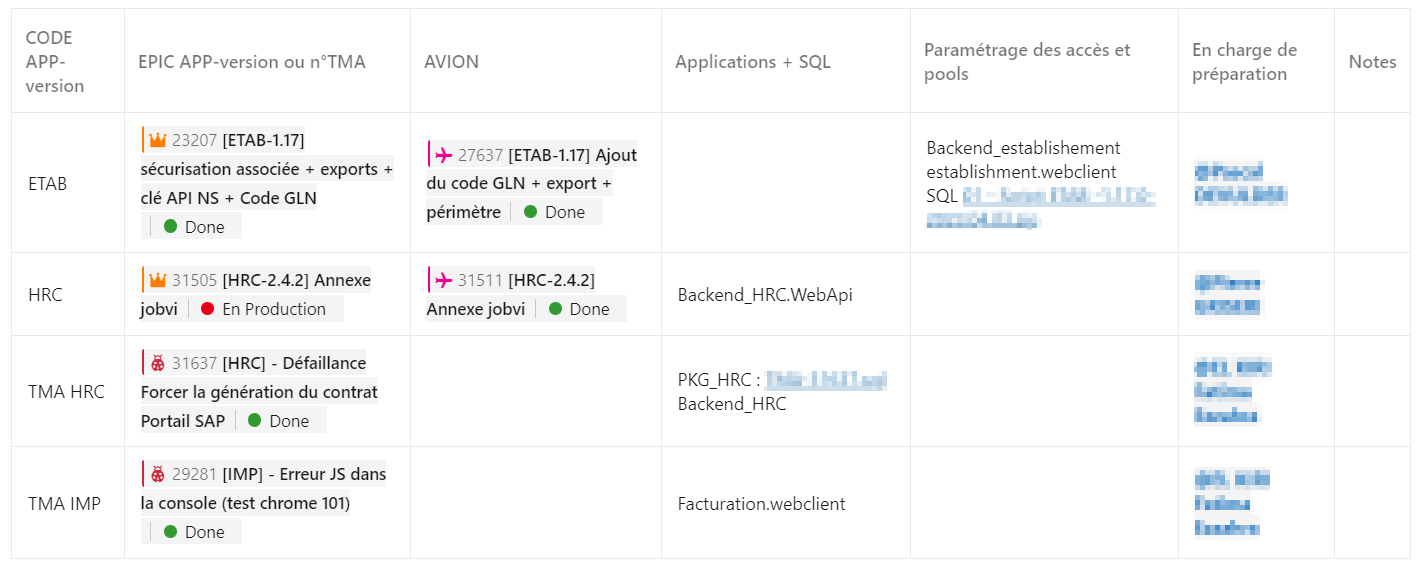 CODE
APP-
version
EPIC APP-version ou n°TMA
AVION
Applications + SQL
Paramétrage des accès et
pools
En charge de
préparation
Notes
ETAB
23207 [ETAB-1.17]
sécurisation associée + exports +
clé API NS + Code GLN
Done
27637 [ETAB-1.17] Ajout
du code GLN + export +
périmètre Done
Backend_establishement
establishment.webclient
SQL
HRC
31505 [HRC-2.4.2] Annexe
jobvi En Production
31511 [HRC-2.4.2]
Annexe jobvi Done
Backend_HRC.WebApi
TMA HRC
31637 [HRC] - Défaillance
Forcer la génération du contrat
Portail SAP Done
PKG_HRC :
Backend_HRC
TMA IMP
29281 [IMP] - Erreur JS dans
la console (test chrome 101)
Done
Facturation.webclient